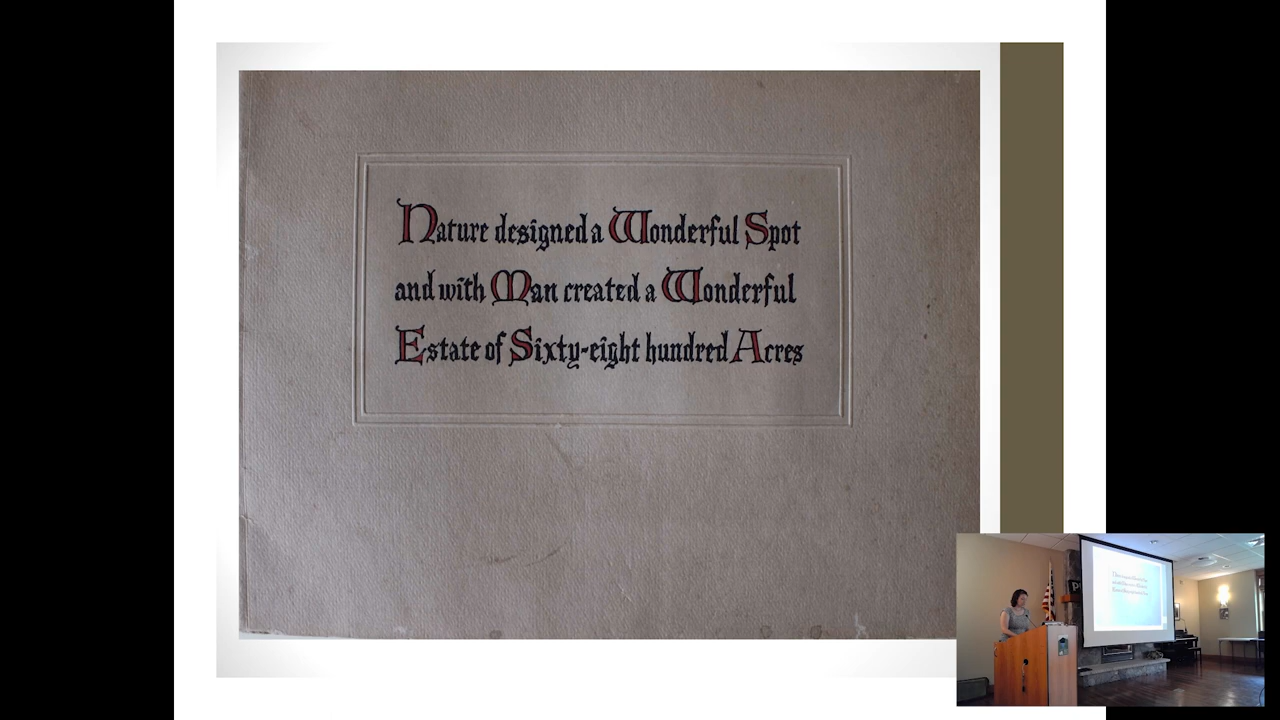 Nature designed a Wonderful Spot
and with Man created a Wonderful
Estate of Sixty-eight hundred Acres